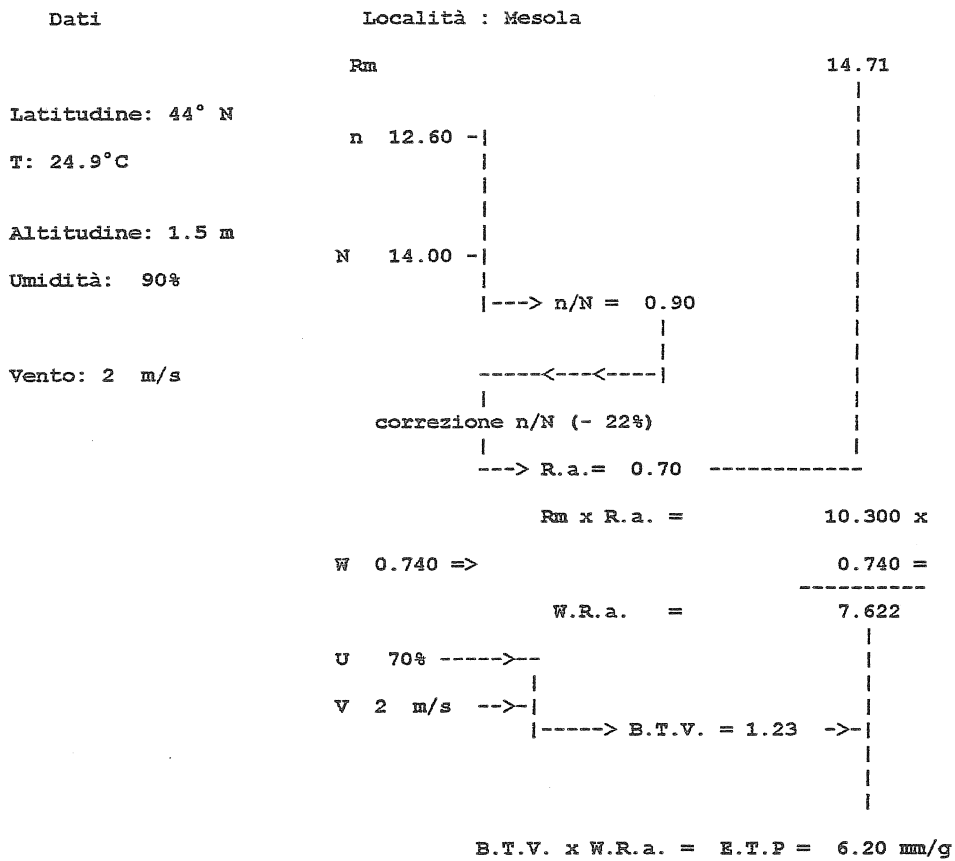 Dati Località : Mesola
Rm 14.71
Latitudine: 44° N
n 12.60 -|
T: 24.9°C
Altitudine: 1.5 m
N 14.00 -|
Umidità: 90%
|---> n/N = 0.90
Vento: 2 m/s -----<---<----|
correzione n/N (- 22%)
---> R.a.= 0.70 -------------
Rm x R.a. = 10.300 x
W 0.740 => 0.740 =
----------
W.R.a. = 7.622
U 70% ----->--
V 2 m/s -->-|
|-----> B.T.V. = 1.23 ->-|
B.T.V. x W.R.a. = E.T.P = 6.20 mm/g